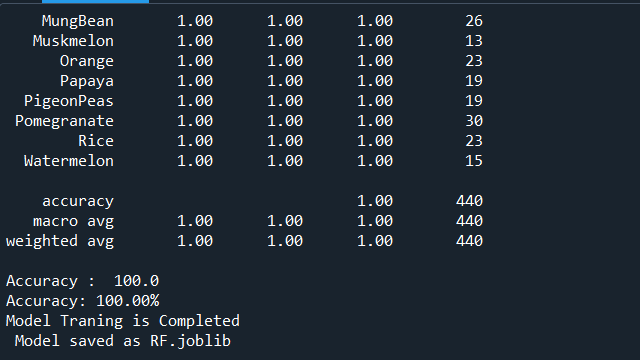 MungBean 1.00 1.00 1.00 26
Muskmelon 1.00 1.00 1.00 13
Orange 1.00 1.00 1.00 23
Papaya 1.00 1.00 1.00 19
PigeonPeas 1.00 1.00 1.00 19
Pomegranate 1.00 1.00 1.00 30
Rice 1.00 1.00 1.00 23
Watermelon 1.00 1.00 1.00 15
accuracy 1.00 440
macro avg 1.00 1.00 1.00 440
weighted avg 1.00 1.00 1.00 440
Accuracy :  100.0
Accuracy: 100.00%
Model Traning is Completed
Model saved as RF.joblib